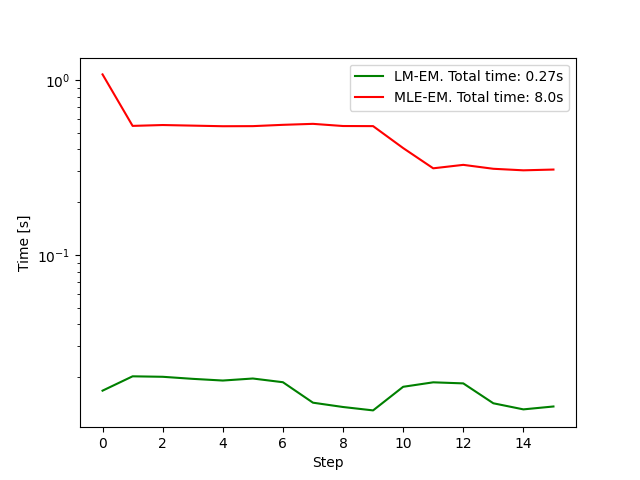 LM-EM. Total time: 0.27s
MLE-EM. Total time: 8.0s
10⁰
10⁻¹
Time [s]
0 2 4 6 8 10 12 14
Step